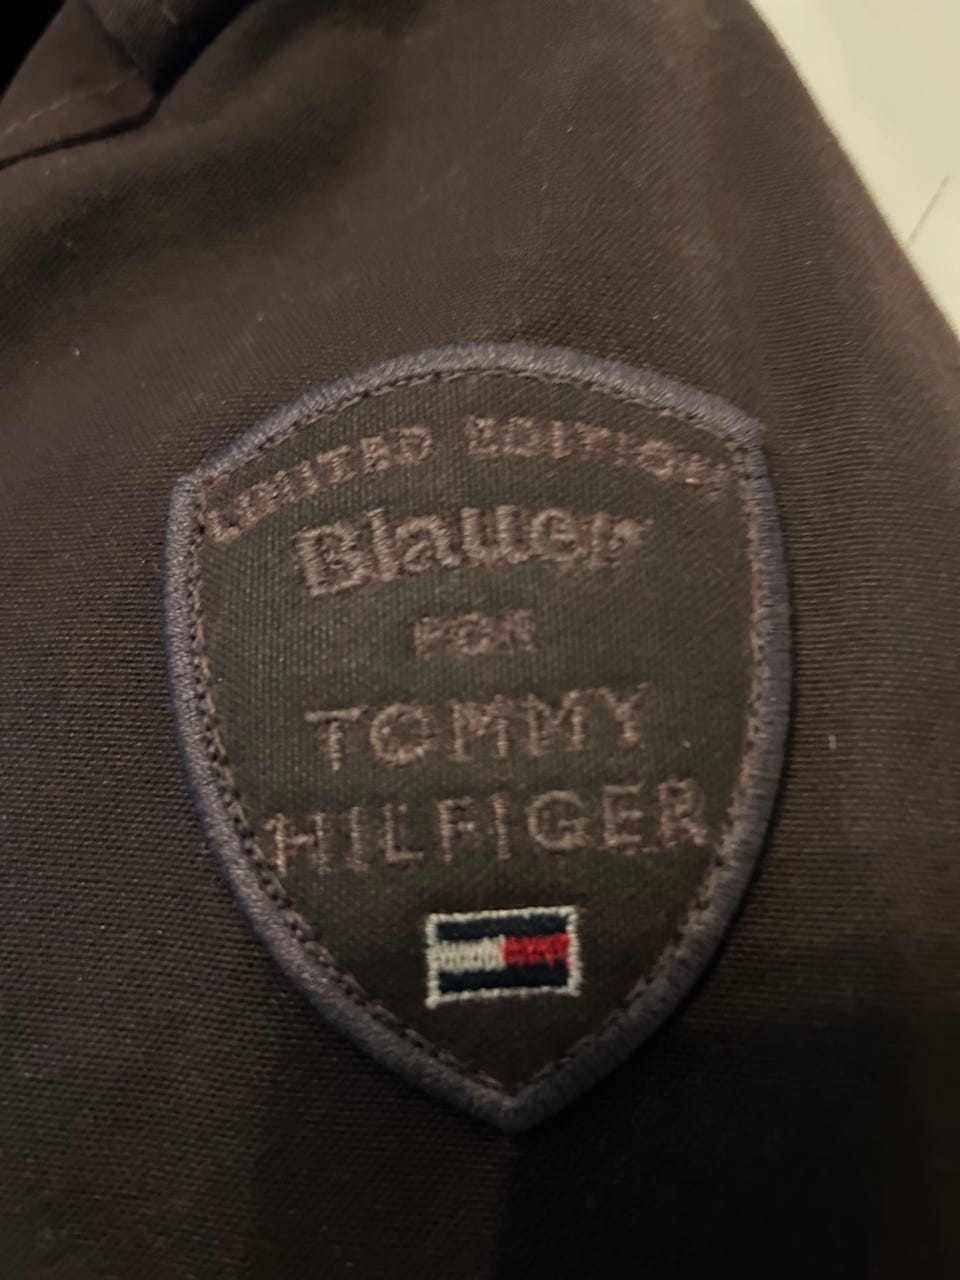 LIMITED EDITION
Blauer
FOR
TOMMY
HILFIGER